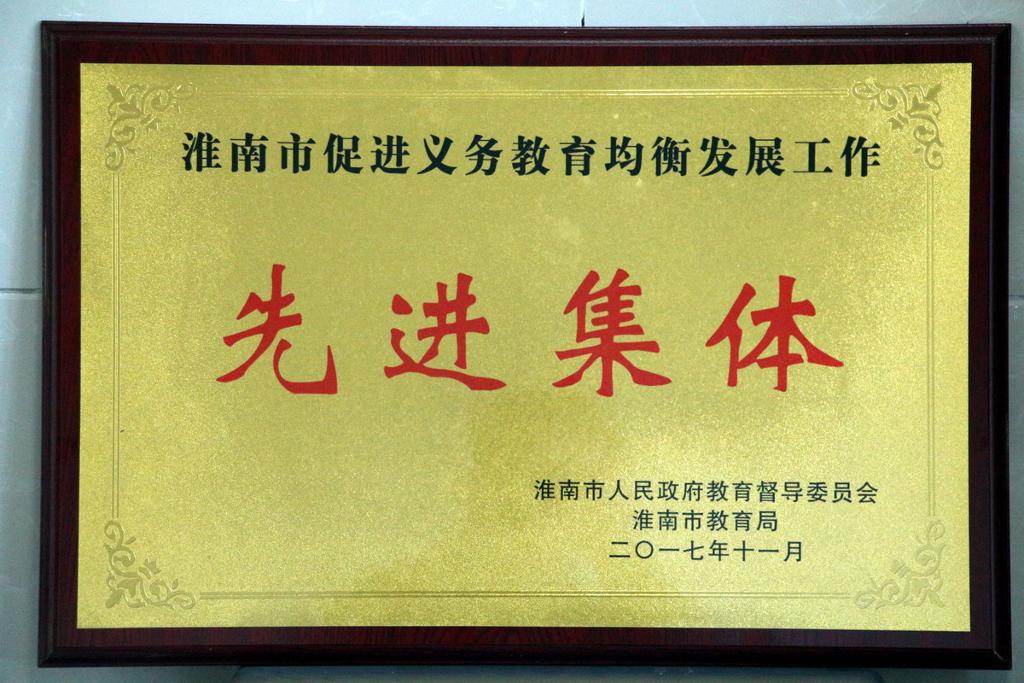 淮南市促进义务教育均衡发展工作
先进集体
淮南市人民政府教育督导委员会
淮南市教育局
二〇一七年十一月